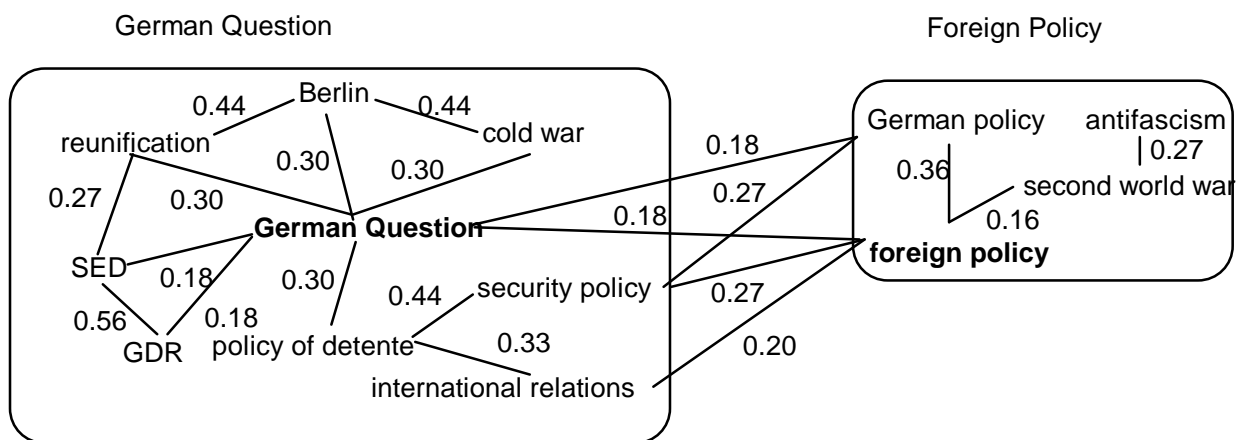 German Question
Foreign Policy
Berlin
0.44
0.44
reunification
cold war
0.30
0.30
0.27
0.30
German Question
SED
0.18
0.30
0.56
0.18
GDR
policy of detente
0.44
security policy
0.33
international relations
0.18
0.27
0.18
0.27
0.20
German policy
antifascism
0.36
0.27
second world war
0.16
foreign policy